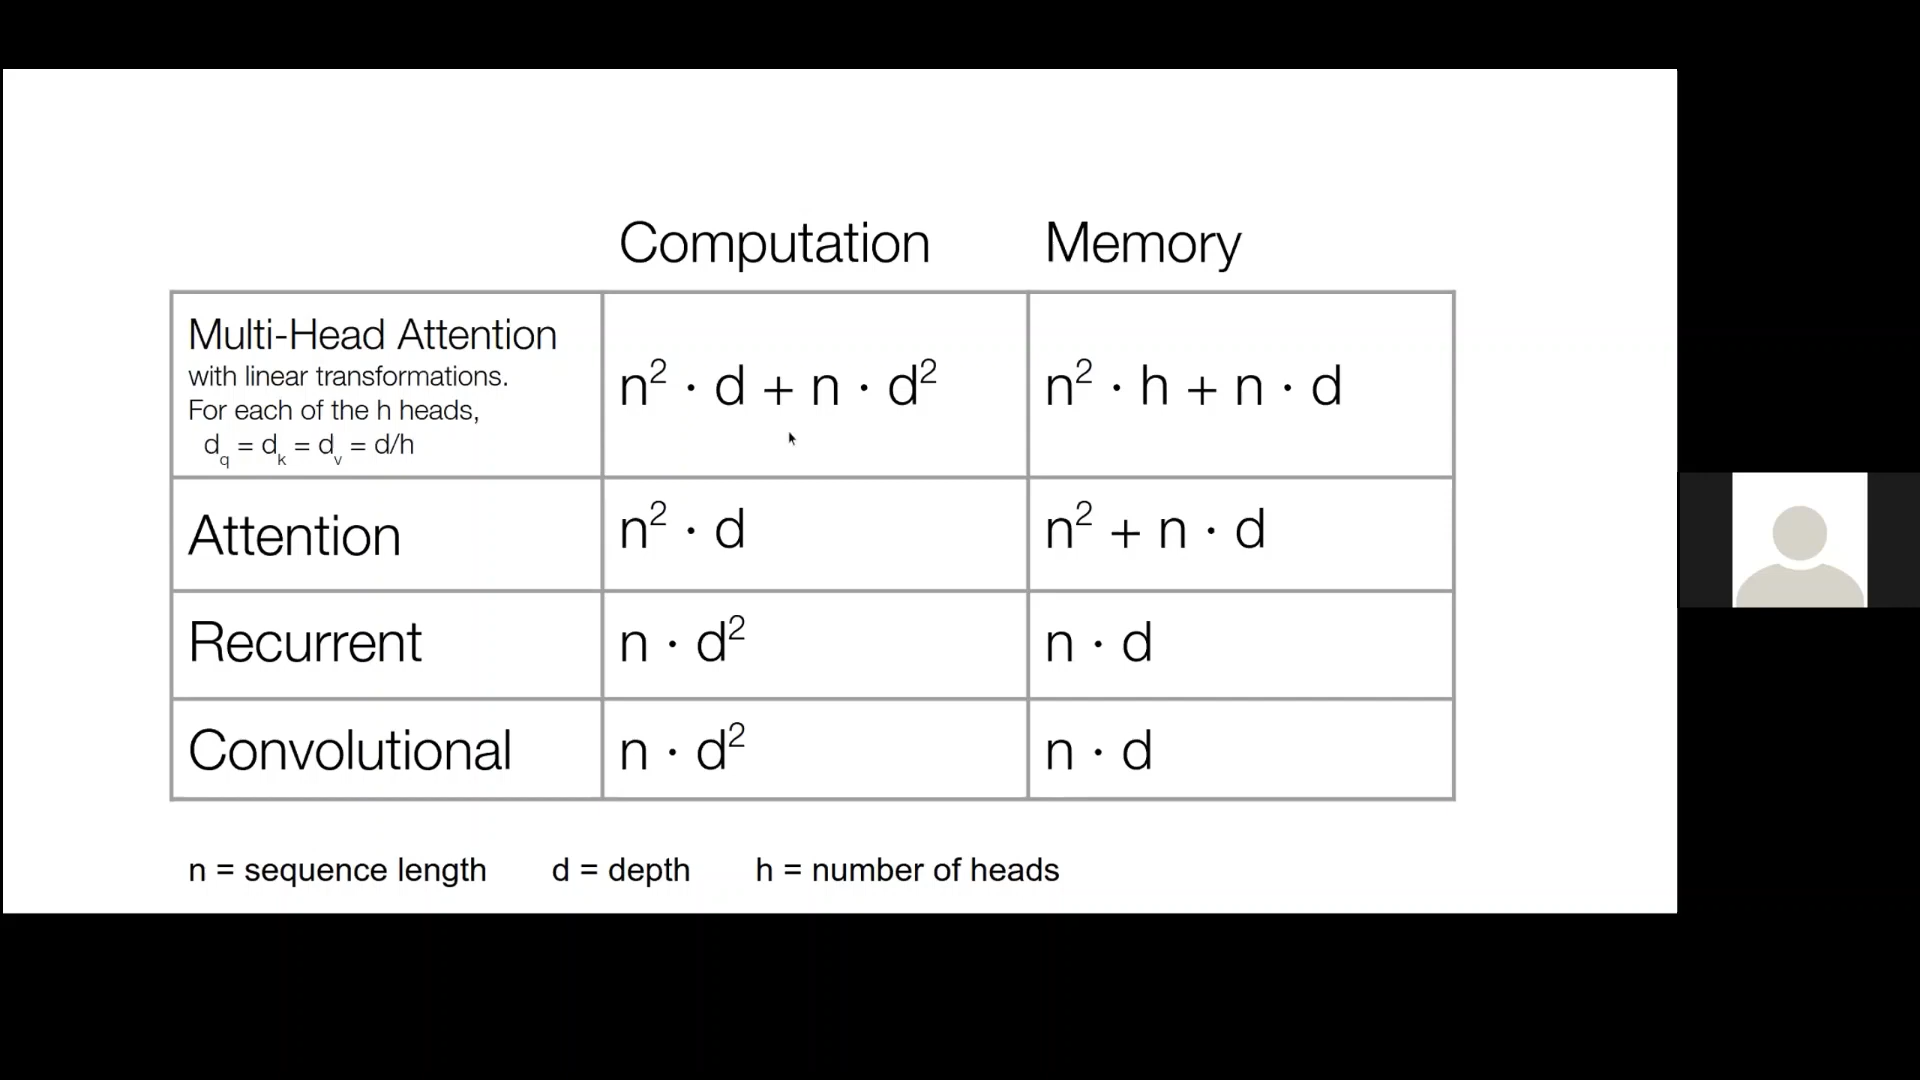 Computation Memory
Multi-Head Attention
with linear transformations.
For each of the h heads,
d_q = d_k = d_v = d/h
n² · d + n · d²
n² · h + n · d
Attention
n² · d
n² + n · d
Recurrent
n · d²
n · d
Convolutional
n · d²
n · d
n = sequence length d = depth h = number of heads